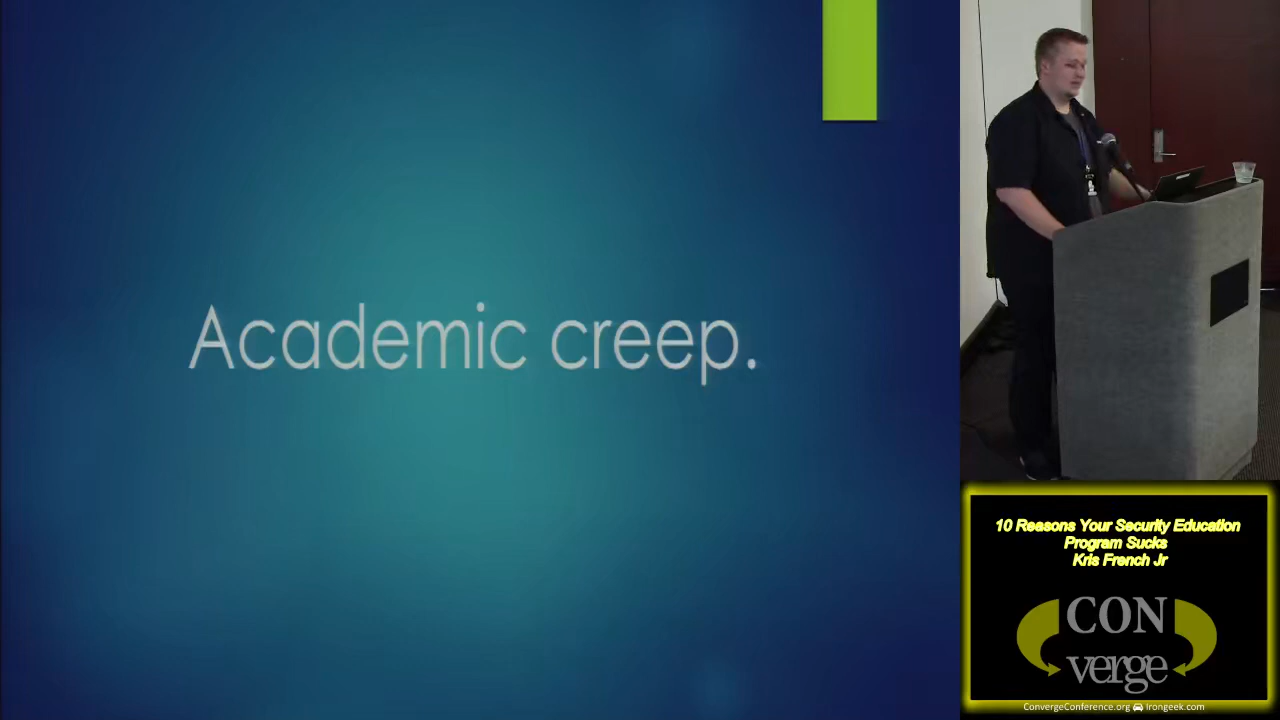 Academic creep.
10 Reasons Your Security Education
Program Sucks
Kris French Jr
CON
verge
ConvergeConference.org Irongeek.com